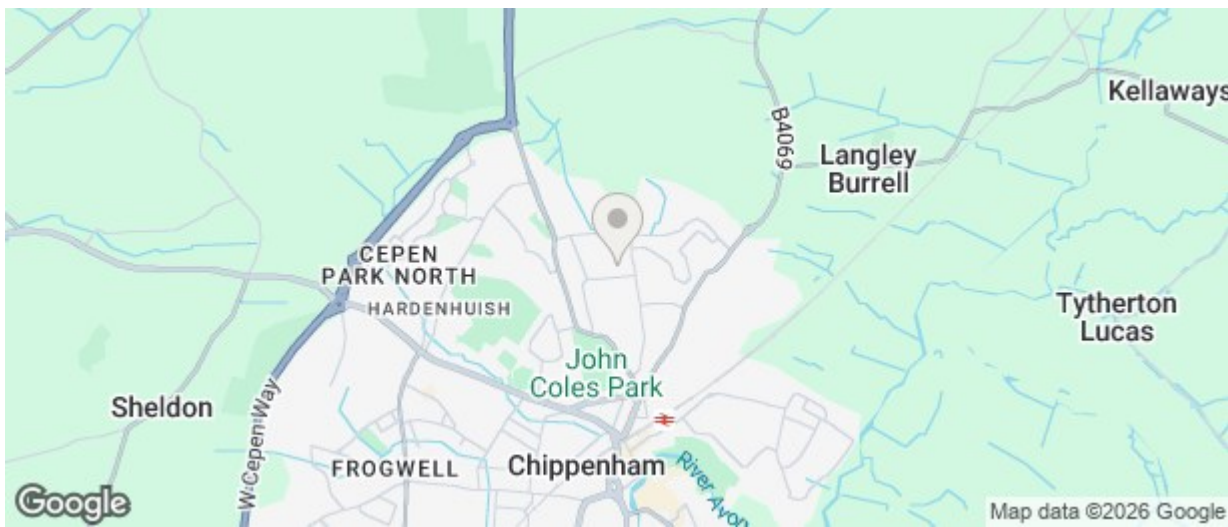 Kellaways
B4069
Langley
Burrell
CEPEN
PARK NORTH
HARDENHUISH
Tytherton
Lucas
John
Coles Park
Sheldon
W Cepen Way
FROGWELL
Chippenham
River Avon
Google
Map data ©2026 Google